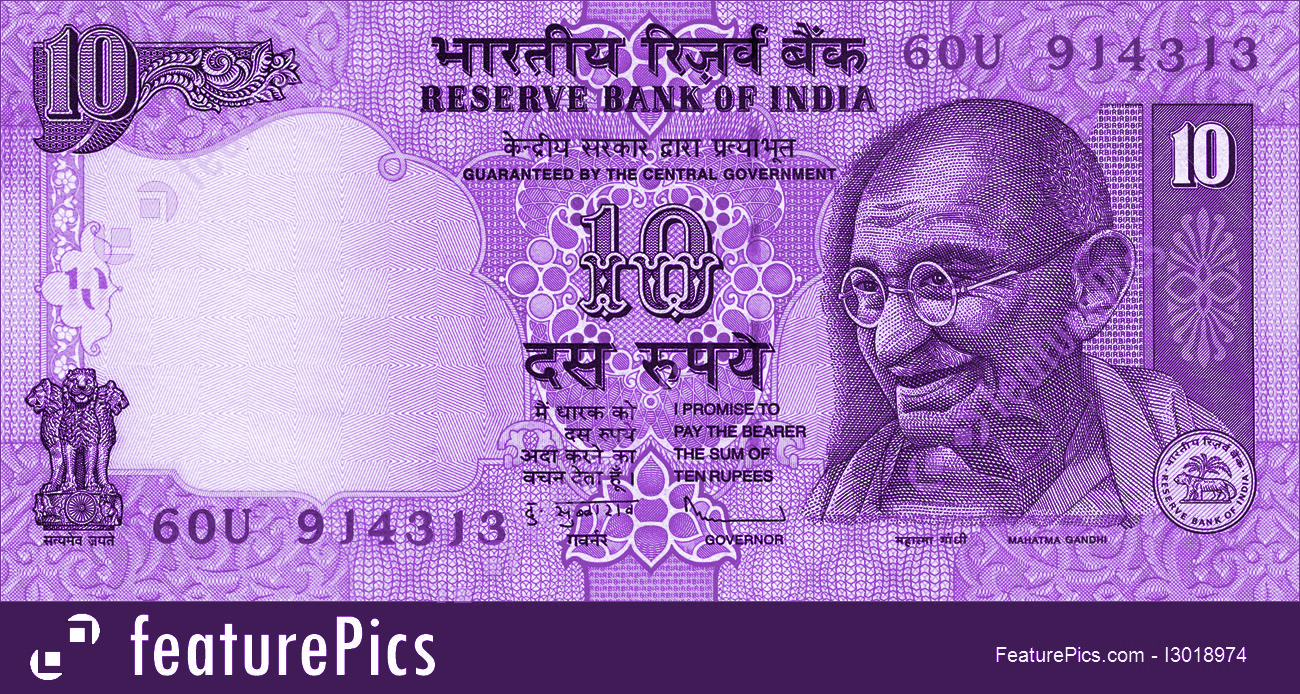 10
भारतीय रिज़र्व बैंक
60U 914313
RESERVE BANK OF INDIA
केन्द्रीय सरकार द्वारा प्रत्याभूत
GUARANTEED BY THE CENTRAL GOVERNMENT
10
10
दस रुपये
मैं धारक को
दस रुपये
अदा करने का
वचन देता हूँ।
I PROMISE TO
PAY THE BEARER
THE SUM OF
TEN RUPEES
गवर्नर
GOVERNOR
60U 914313
सत्यमेव जयते
महात्मा गांधी
MAHATMA GANDHI
भारतीय रिज़र्व बैंक
RESERVE BANK OF INDIA
featurePics
FeaturePics.com - I3018974